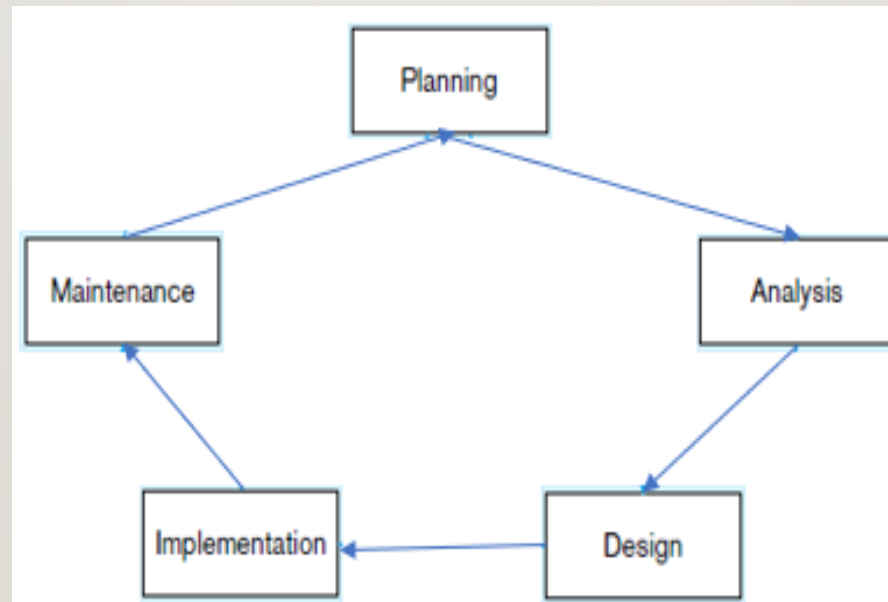 Planning
Maintenance
Analysis
Implementation
Design